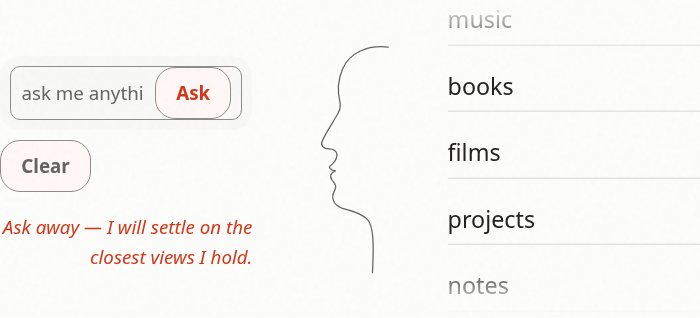 ask me anythi
Ask
Clear
Ask away — I will settle on the
closest views I hold.
music
books
films
projects
notes